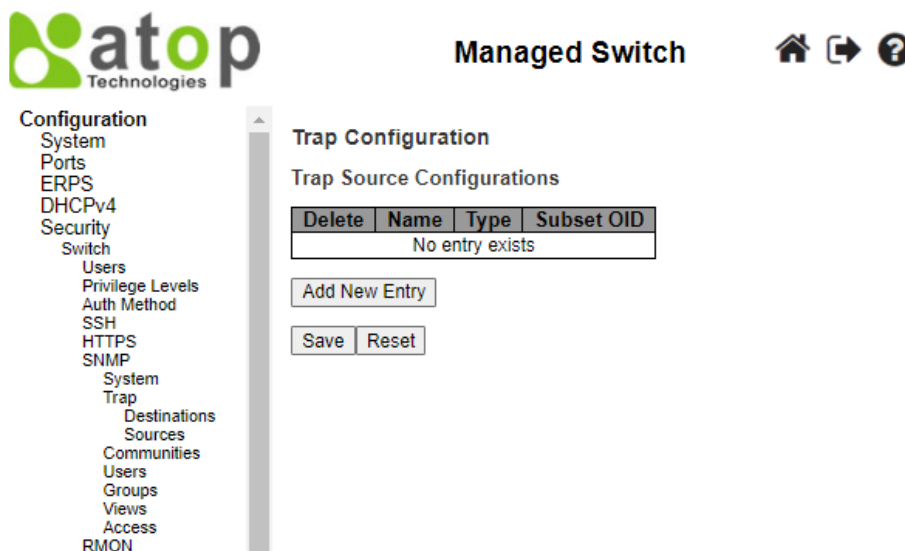 atop
Technologies
Managed Switch
Configuration
System
Ports
ERPS
DHCPv4
Security
Switch
Users
Privilege Levels
Auth Method
SSH
HTTPS
SNMP
System
Trap
Destinations
Sources
Communities
Users
Groups
Views
Access
RMON
Trap Configuration
Trap Source Configurations
Delete Name Type Subset OID
No entry exists
Add New Entry
Save Reset